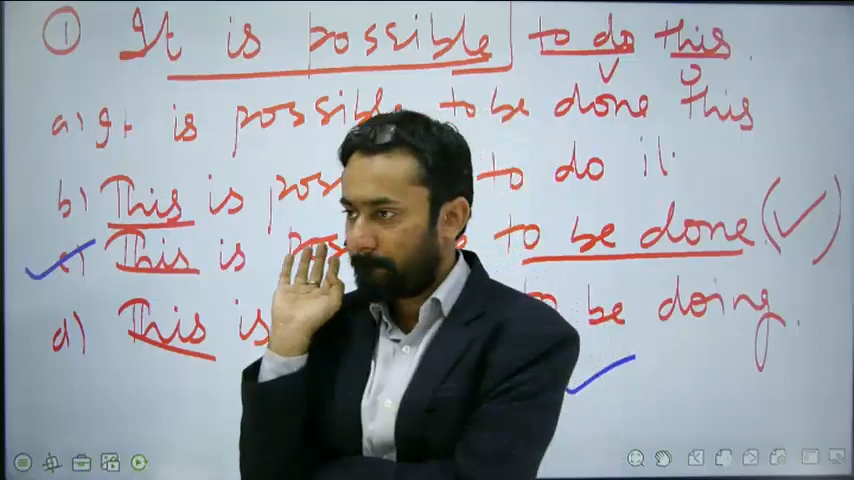 ① It is possible to do this.
a) It is possible to be done this
b) This is to do it.
c) This is to be done (✓)
d) This is be doing.